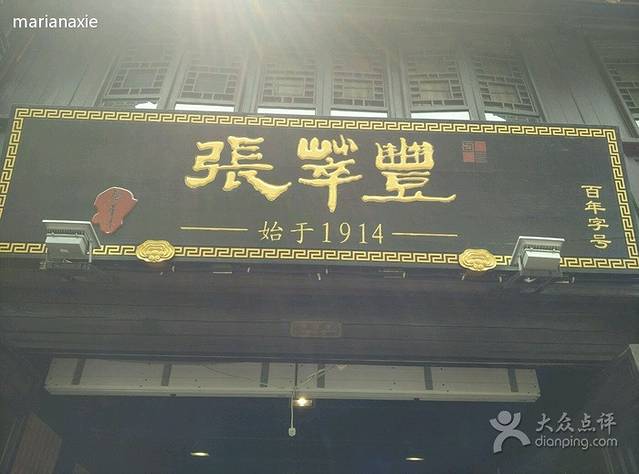 marianaxie
張萃豐
始于1914
百年字号
大众点评
dianping.com